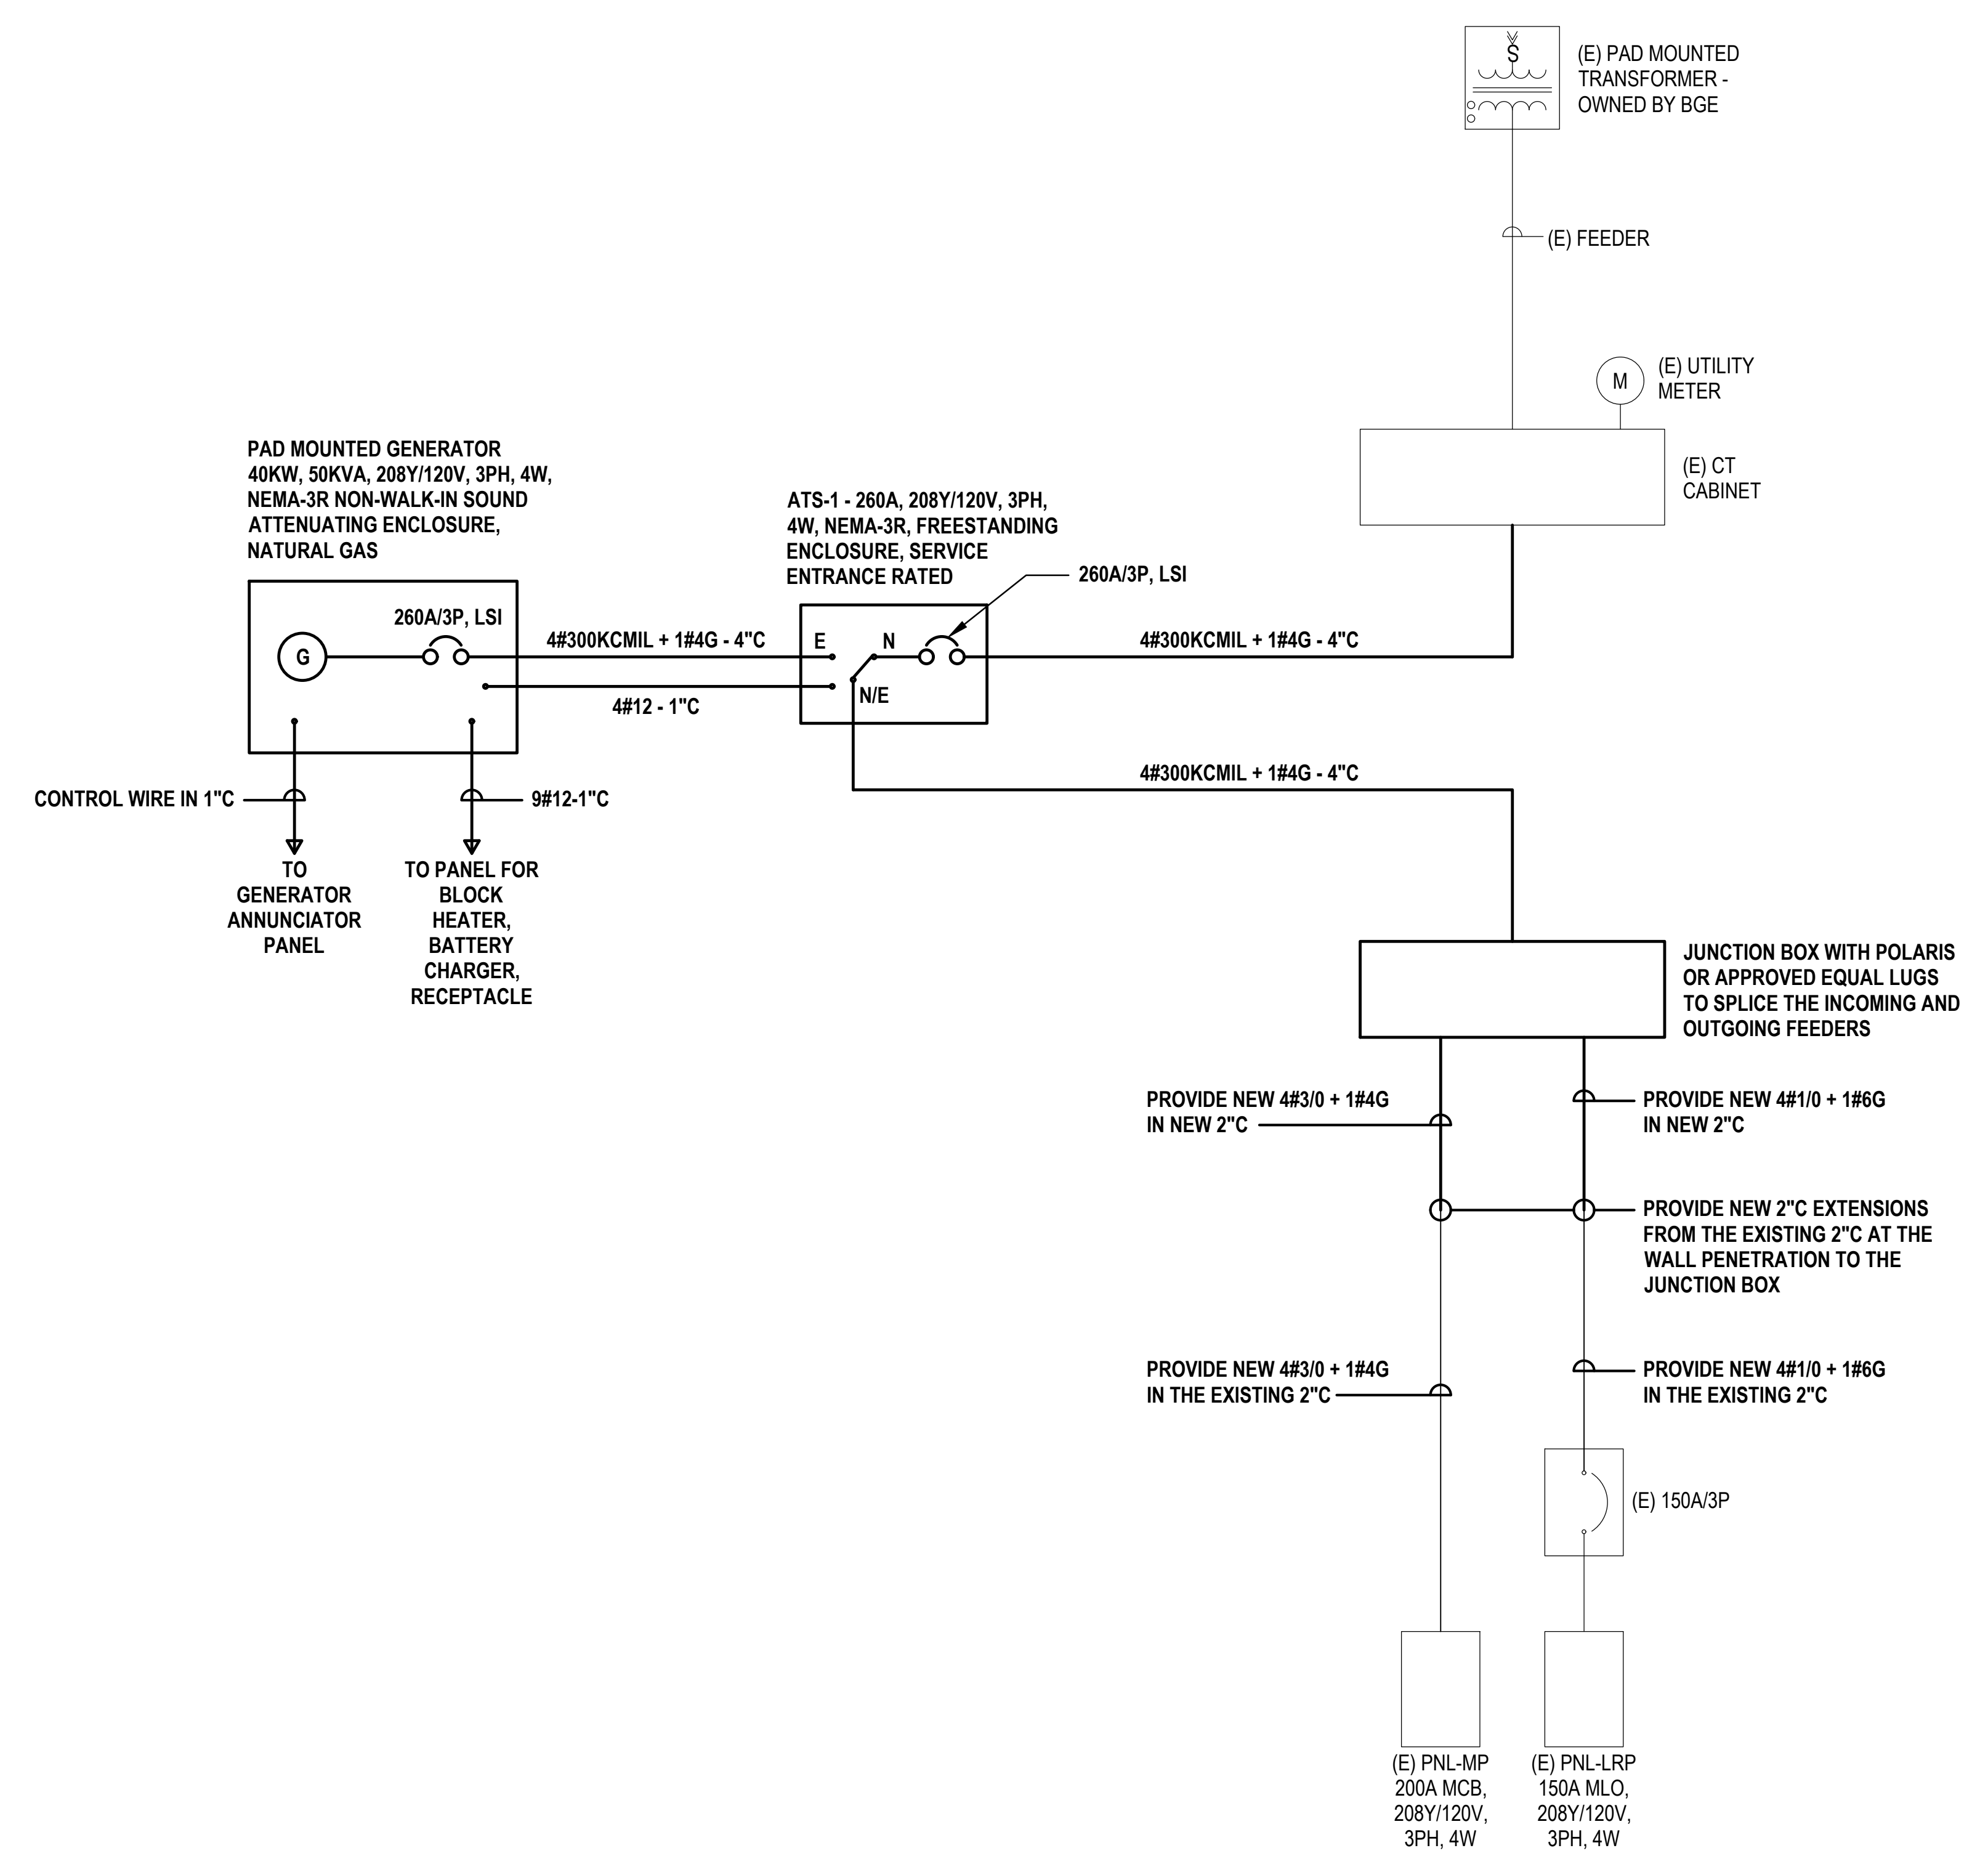 S
(E) PAD MOUNTED
TRANSFORMER -
OWNED BY BGE
(E) FEEDER
M
(E) UTILITY
METER
(E) CT
CABINET
PAD MOUNTED GENERATOR
40KW, 50KVA, 208Y/120V, 3PH, 4W,
NEMA-3R NON-WALK-IN SOUND
ATTENUATING ENCLOSURE,
NATURAL GAS
ATS-1 - 260A, 208Y/120V, 3PH,
4W, NEMA-3R, FREESTANDING
ENCLOSURE, SERVICE
ENTRANCE RATED
260A/3P, LSI
260A/3P, LSI
G
4#300KCMIL + 1#4G - 4"C
E
N
4#300KCMIL + 1#4G - 4"C
N/E
4#12 - 1"C
4#300KCMIL + 1#4G - 4"C
CONTROL WIRE IN 1"C
9#12-1"C
TO
GENERATOR
ANNUNCIATOR
PANEL
TO PANEL FOR
BLOCK
HEATER,
BATTERY
CHARGER,
RECEPTACLE
JUNCTION BOX WITH POLARIS
OR APPROVED EQUAL LUGS
TO SPLICE THE INCOMING AND
OUTGOING FEEDERS
PROVIDE NEW 4#3/0 + 1#4G
IN NEW 2"C
PROVIDE NEW 4#1/0 + 1#6G
IN NEW 2"C
PROVIDE NEW 2"C EXTENSIONS
FROM THE EXISTING 2"C AT THE
WALL PENETRATION TO THE
JUNCTION BOX
PROVIDE NEW 4#3/0 + 1#4G
IN THE EXISTING 2"C
PROVIDE NEW 4#1/0 + 1#6G
IN THE EXISTING 2"C
(E) 150A/3P
(E) PNL-MP
200A MCB,
208Y/120V,
3PH, 4W
(E) PNL-LRP
150A MLO,
208Y/120V,
3PH, 4W